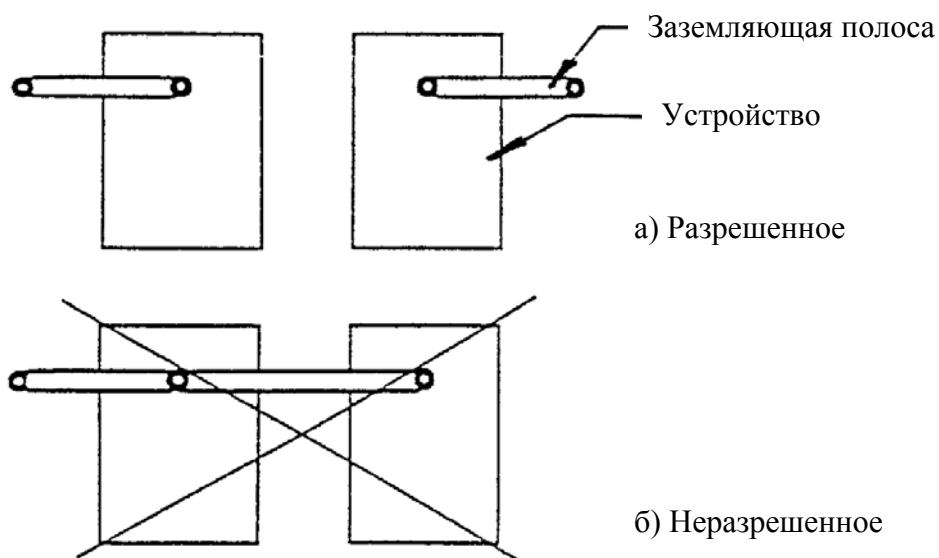 Заземляющая полоса
Устройство
а) Разрешенное
б) Неразрешенное